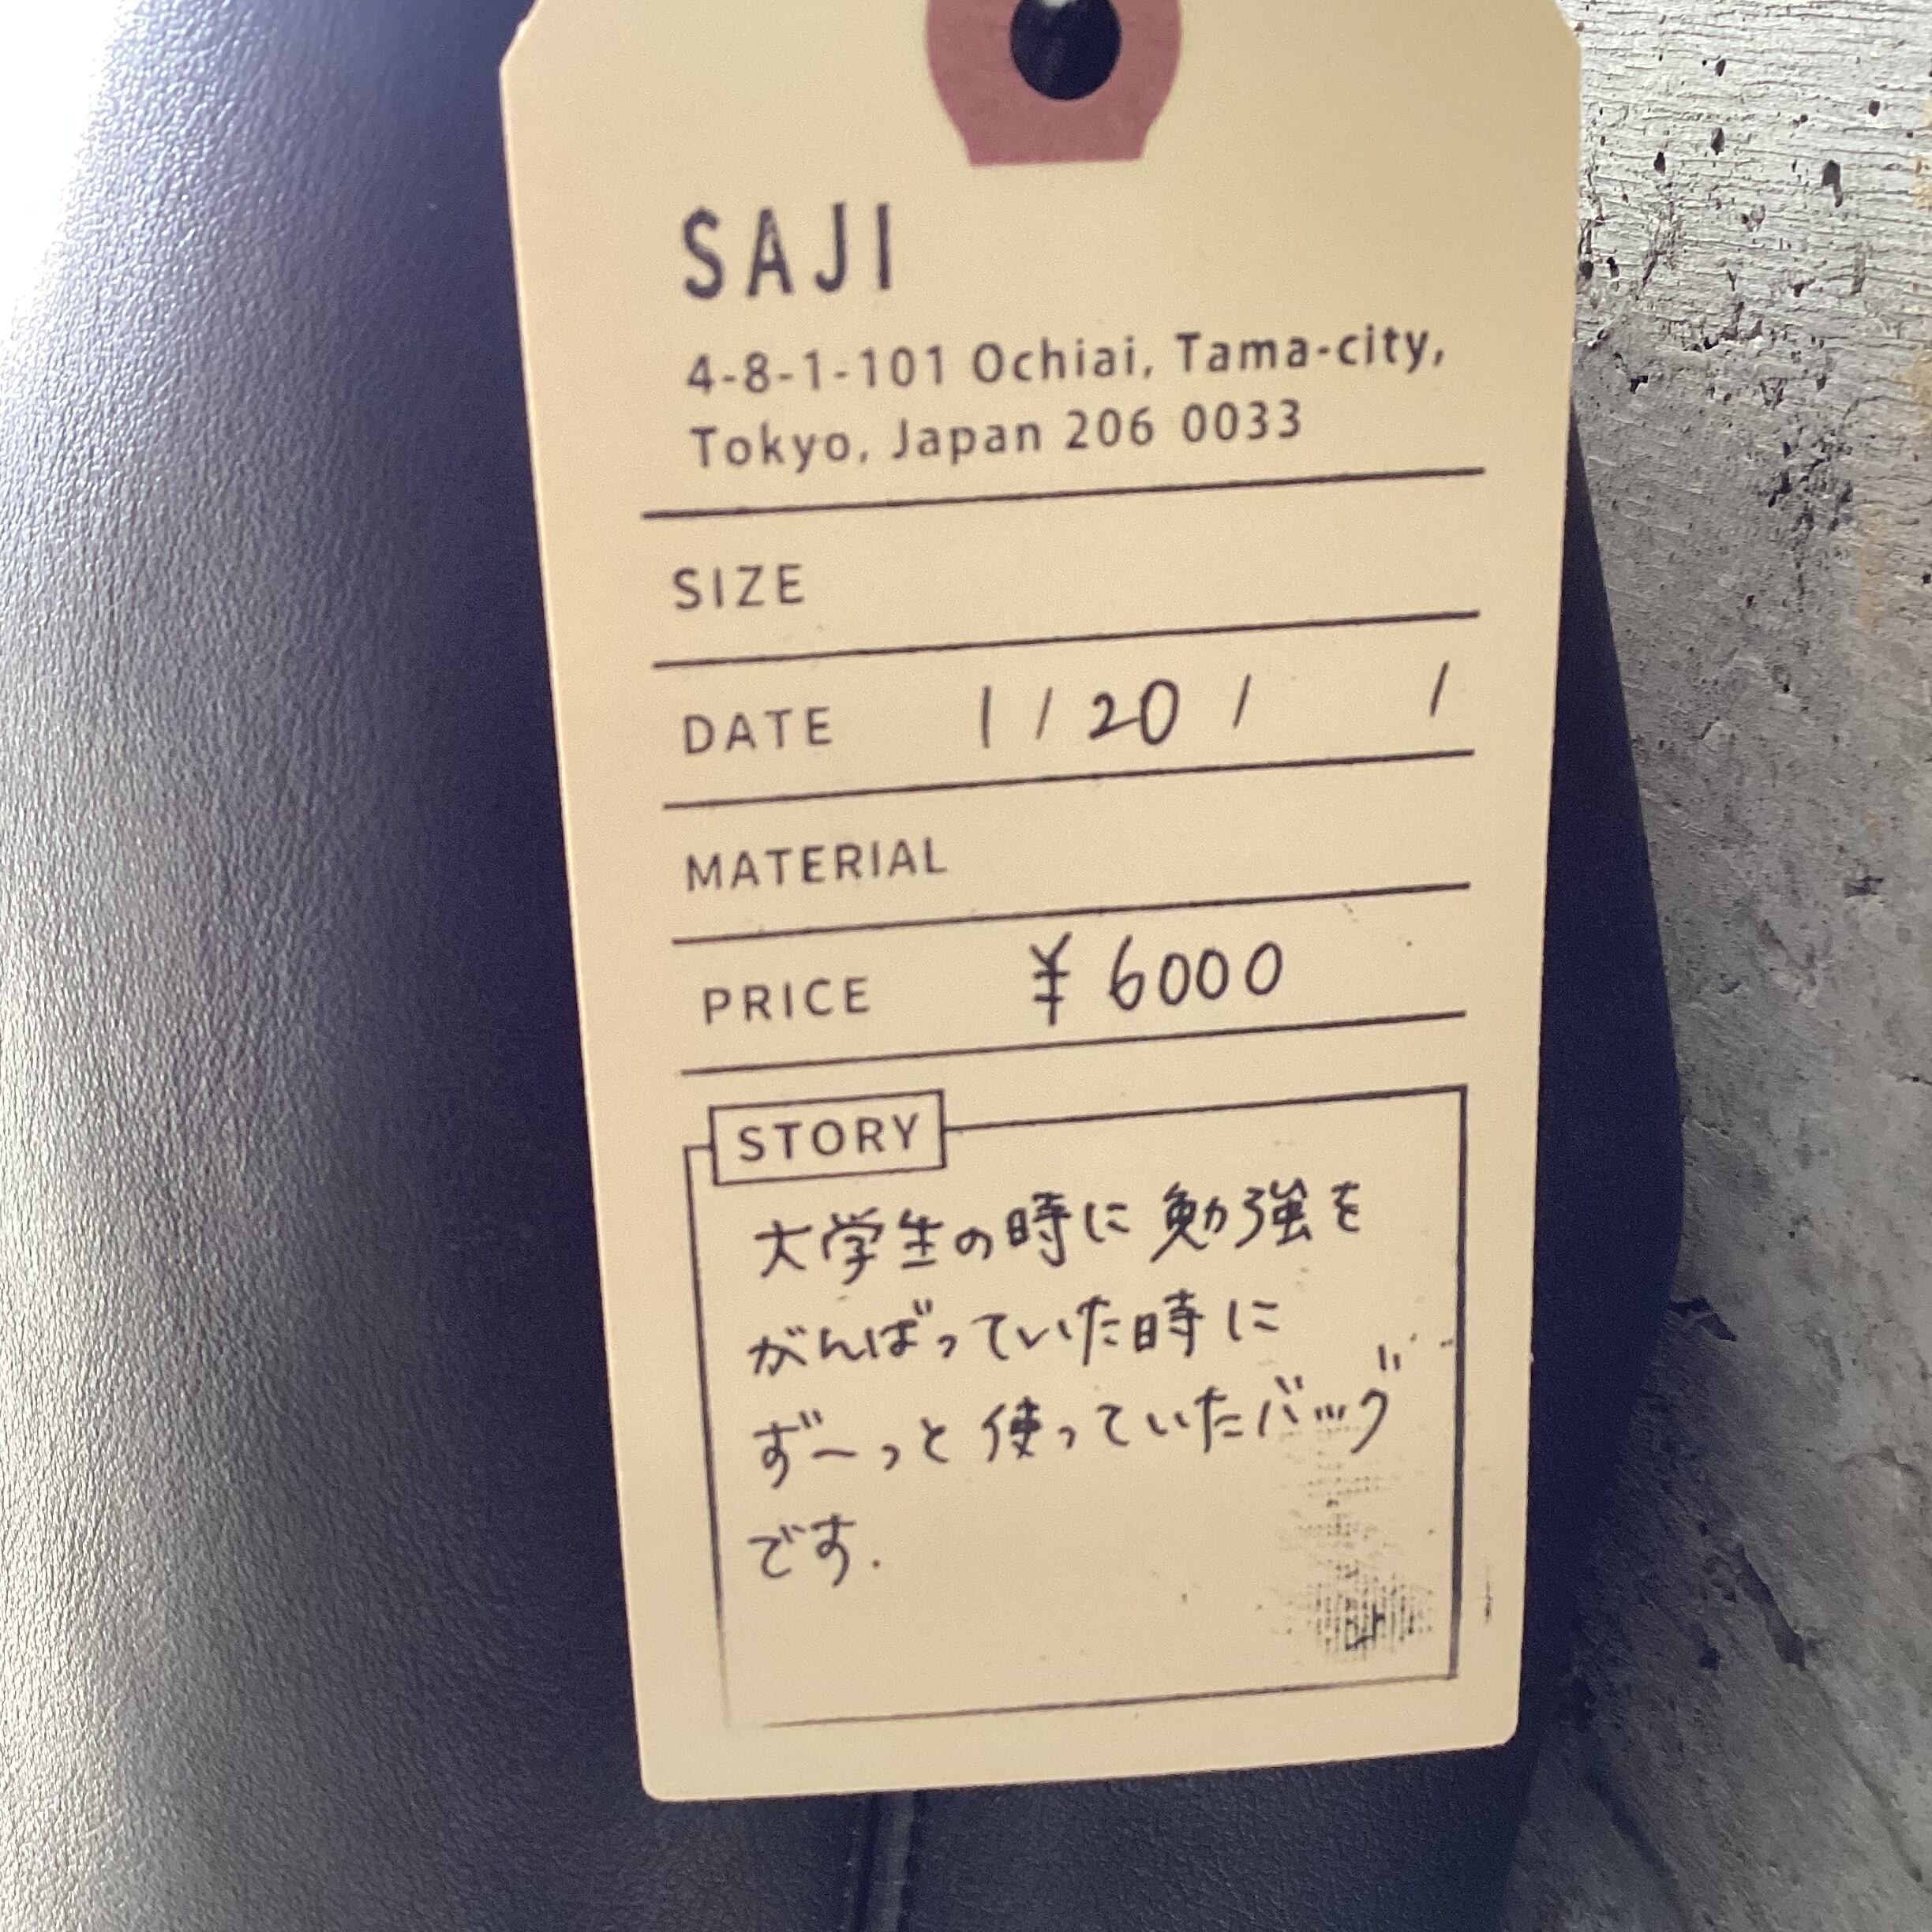 SAJI
4-8-1-101 Ochiai, Tama-city,
Tokyo, Japan 206 0033
SIZE
DATE 1 / 20 / /
MATERIAL
PRICE ¥6000
STORY
大学生の時に勉強を
がんばっていた時に
ず〜っと使っていたバッグ
です.